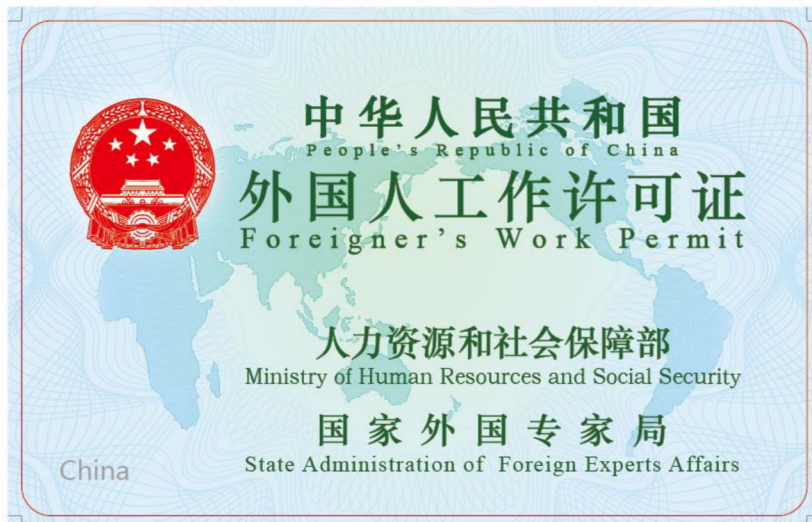 中华人民共和国
People's Republic of China
外国人工作许可证
Foreigner's Work Permit
人力资源和社会保障部
Ministry of Human Resources and Social Security
国家外国专家局
State Administration of Foreign Experts Affairs
China